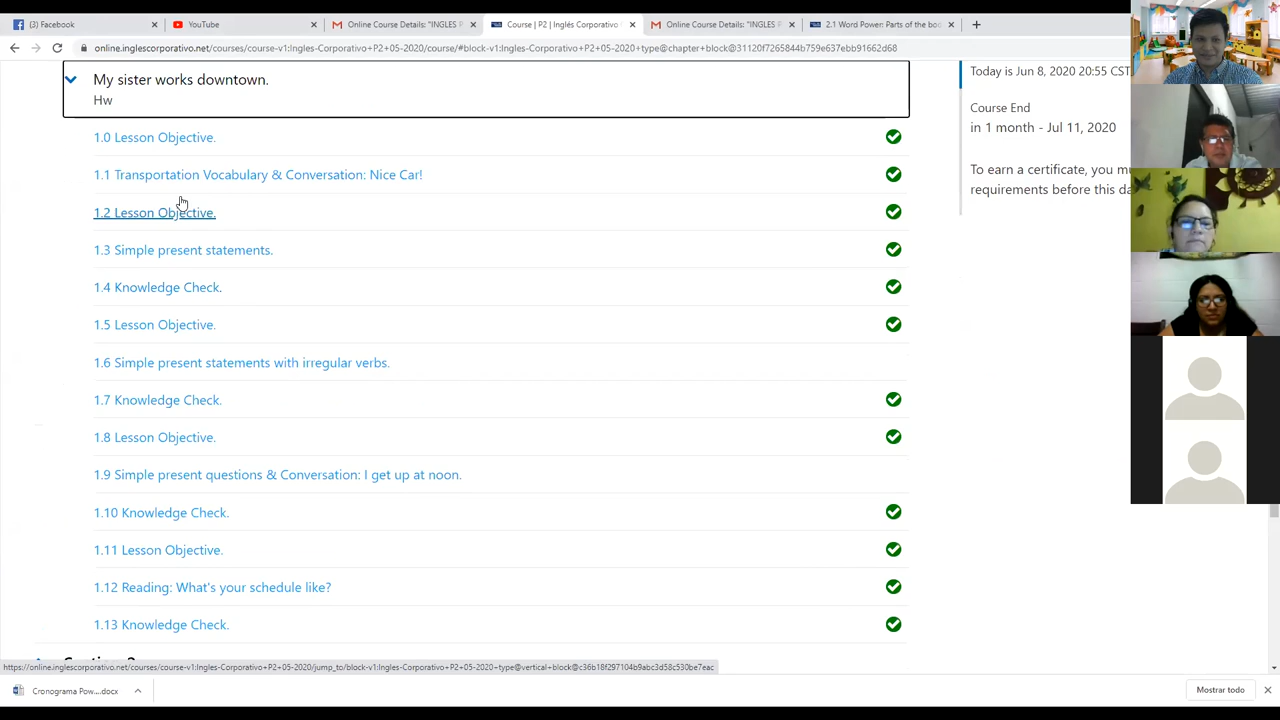 (3) Facebook
YouTube
Online Course Details: "INGLES P
Course | P2 | Inglés Corporativo
Online Course Details: "INGLES P
2.1 Word Power: Parts of the bo
online.inglescorporativo.net/courses/course-v1:Ingles-Corporativo+P2+05-2020/course/#block-v1:Ingles-Corporativo+P2+05-2020+type@chapter+block@31120f7265844b759e637ebb91662d68
My sister works downtown.
Hw
1.0 Lesson Objective.
1.1 Transportation Vocabulary & Conversation: Nice Car!
1.2 Lesson Objective.
1.3 Simple present statements.
1.4 Knowledge Check.
1.5 Lesson Objective.
1.6 Simple present statements with irregular verbs.
1.7 Knowledge Check.
1.8 Lesson Objective.
1.9 Simple present questions & Conversation: I get up at noon.
1.10 Knowledge Check.
1.11 Lesson Objective.
1.12 Reading: What's your schedule like?
1.13 Knowledge Check.
Today is Jun 8, 2020 20:55 CST
Course End
in 1 month - Jul 11, 2020
To earn a certificate, you mu
requirements before this da
https://online.inglescorporativo.net/courses/course-v1:Ingles-Corporativo+P2+05-2020/jump_to/block-v1:Ingles-Corporativo+P2+05-2020+type@vertical+block@c36b18f297104b9abc3d58c530be7eac
Cronograma Pow....docx
Mostrar todo